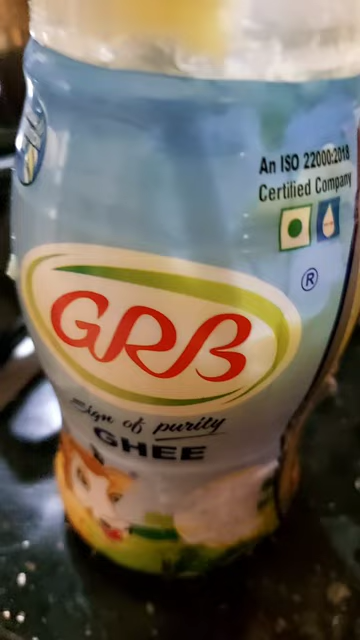 An ISO 22000:2018
Certified Company
®
GRB
Sign of purity
GHEE